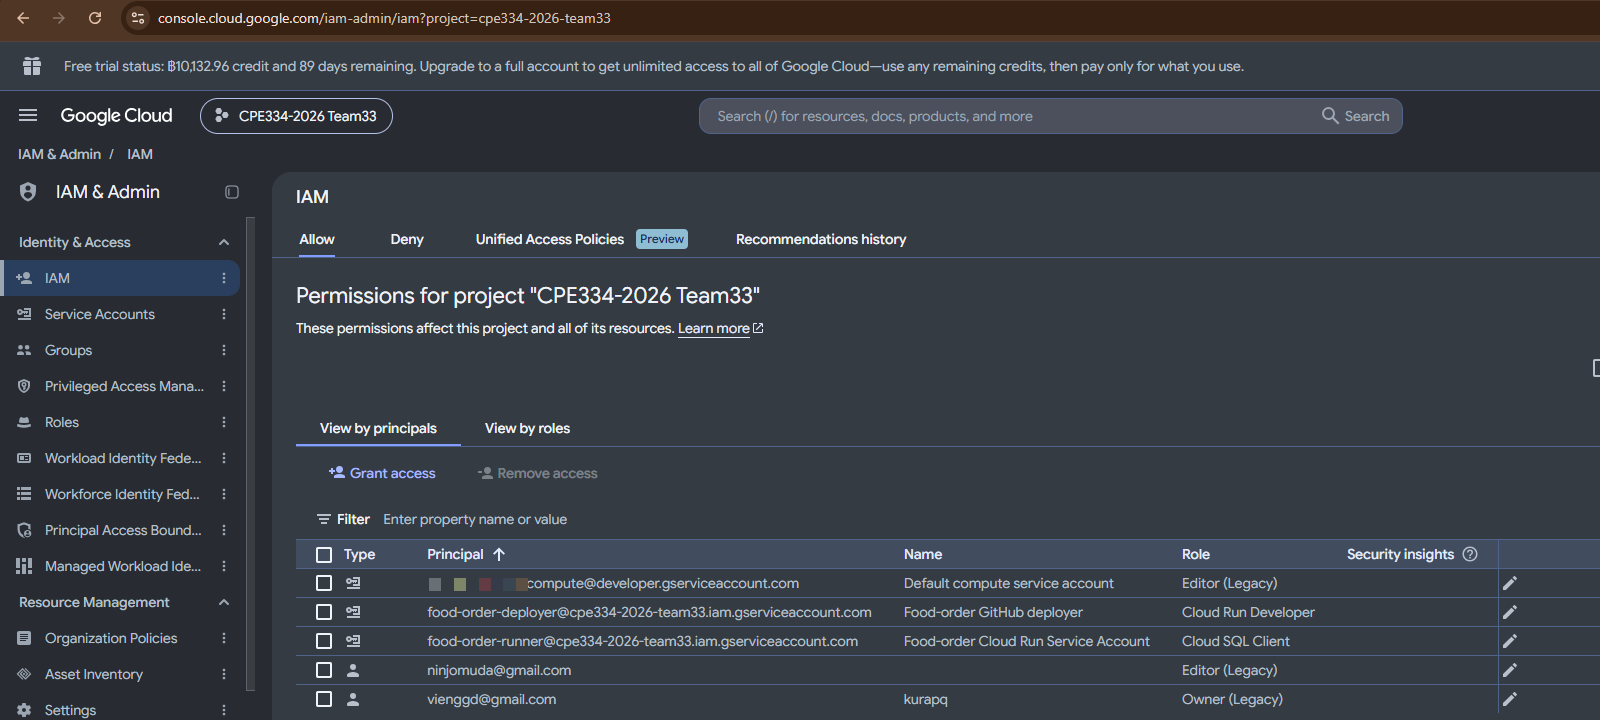 console.cloud.google.com/iam-admin/iam?project=cpe334-2026-team33
Free trial status: ฿10,132.96 credit and 89 days remaining. Upgrade to a full account to get unlimited access to all of Google Cloud—use any remaining credits, then pay only for what you use.
Google Cloud CPE334-2026 Team33 Search (/) for resources, docs, products, and more Search
IAM & Admin / IAM
IAM & Admin
Identity & Access
IAM
Service Accounts
Groups
Privileged Access Mana...
Roles
Workload Identity Fede...
Workforce Identity Fed...
Principal Access Bound...
Managed Workload Ide...
Resource Management
Organization Policies
Asset Inventory
Settings
IAM
Allow Deny Unified Access Policies Preview Recommendations history
Permissions for project "CPE334-2026 Team33"
These permissions affect this project and all of its resources. Learn more
View by principals View by roles
Grant access Remove access
Filter Enter property name or value
Type Principal Name Role Security insights
compute@developer.gserviceaccount.com Default compute service account Editor (Legacy)
food-order-deployer@cpe334-2026-team33.iam.gserviceaccount.com Food-order GitHub deployer Cloud Run Developer
food-order-runner@cpe334-2026-team33.iam.gserviceaccount.com Food-order Cloud Run Service Account Cloud SQL Client
ninjomuda@gmail.com Editor (Legacy)
vienggd@gmail.com kurapq Owner (Legacy)